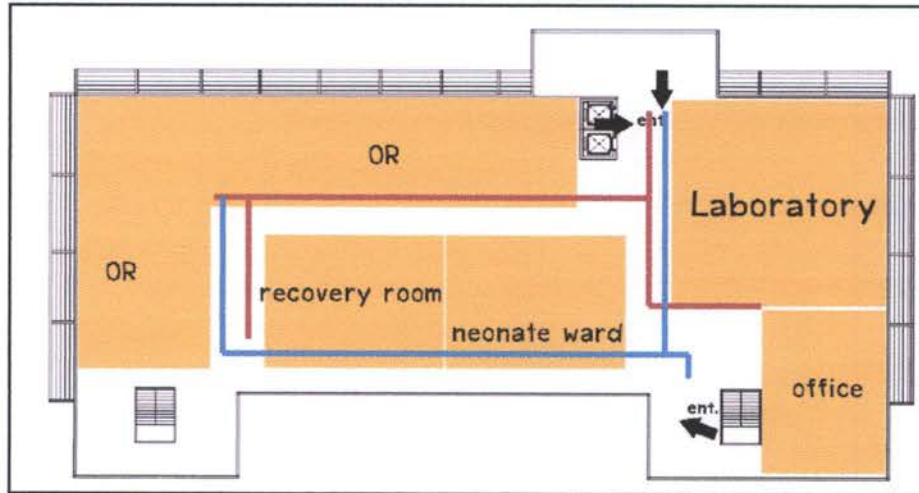 ent.
OR
Laboratory
OR
recovery room
neonate ward
office
ent.